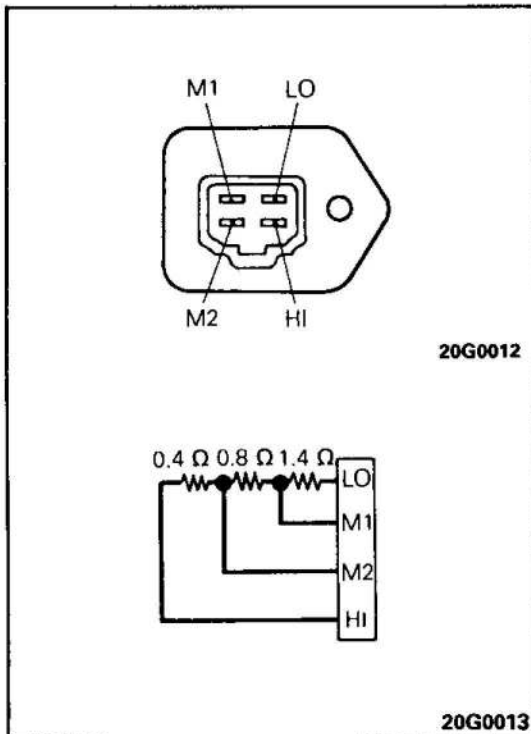 M1 LO
M2 HI
20G0012
0.4 Ω 0.8 Ω 1.4 Ω
LO
M1
M2
HI
20G0013